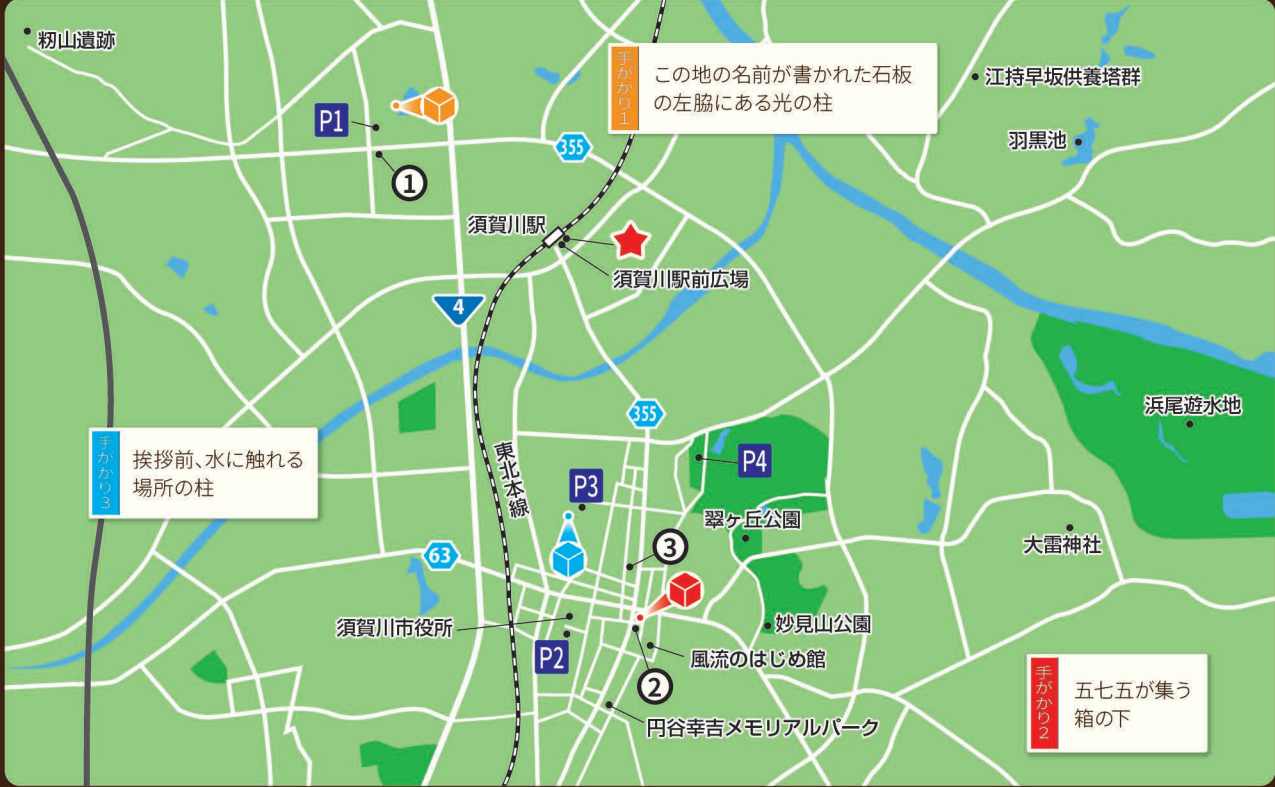 籾山遺跡
手がかり1
この地の名前が書かれた石板
の左脇にある光の柱
江持早坂供養塔群
P1
355
羽黒池
①
須賀川駅
須賀川駅前広場
4
浜尾遊水地
355
手がかり3
挨拶前、水に触れる
場所の柱
東北本線
P4
P3
翠ヶ丘公園
③
大雷神社
63
須賀川市役所
妙見山公園
P2
風流のはじめ館
②
円谷幸吉メモリアルパーク
手がかり2
五七五が集う
箱の下